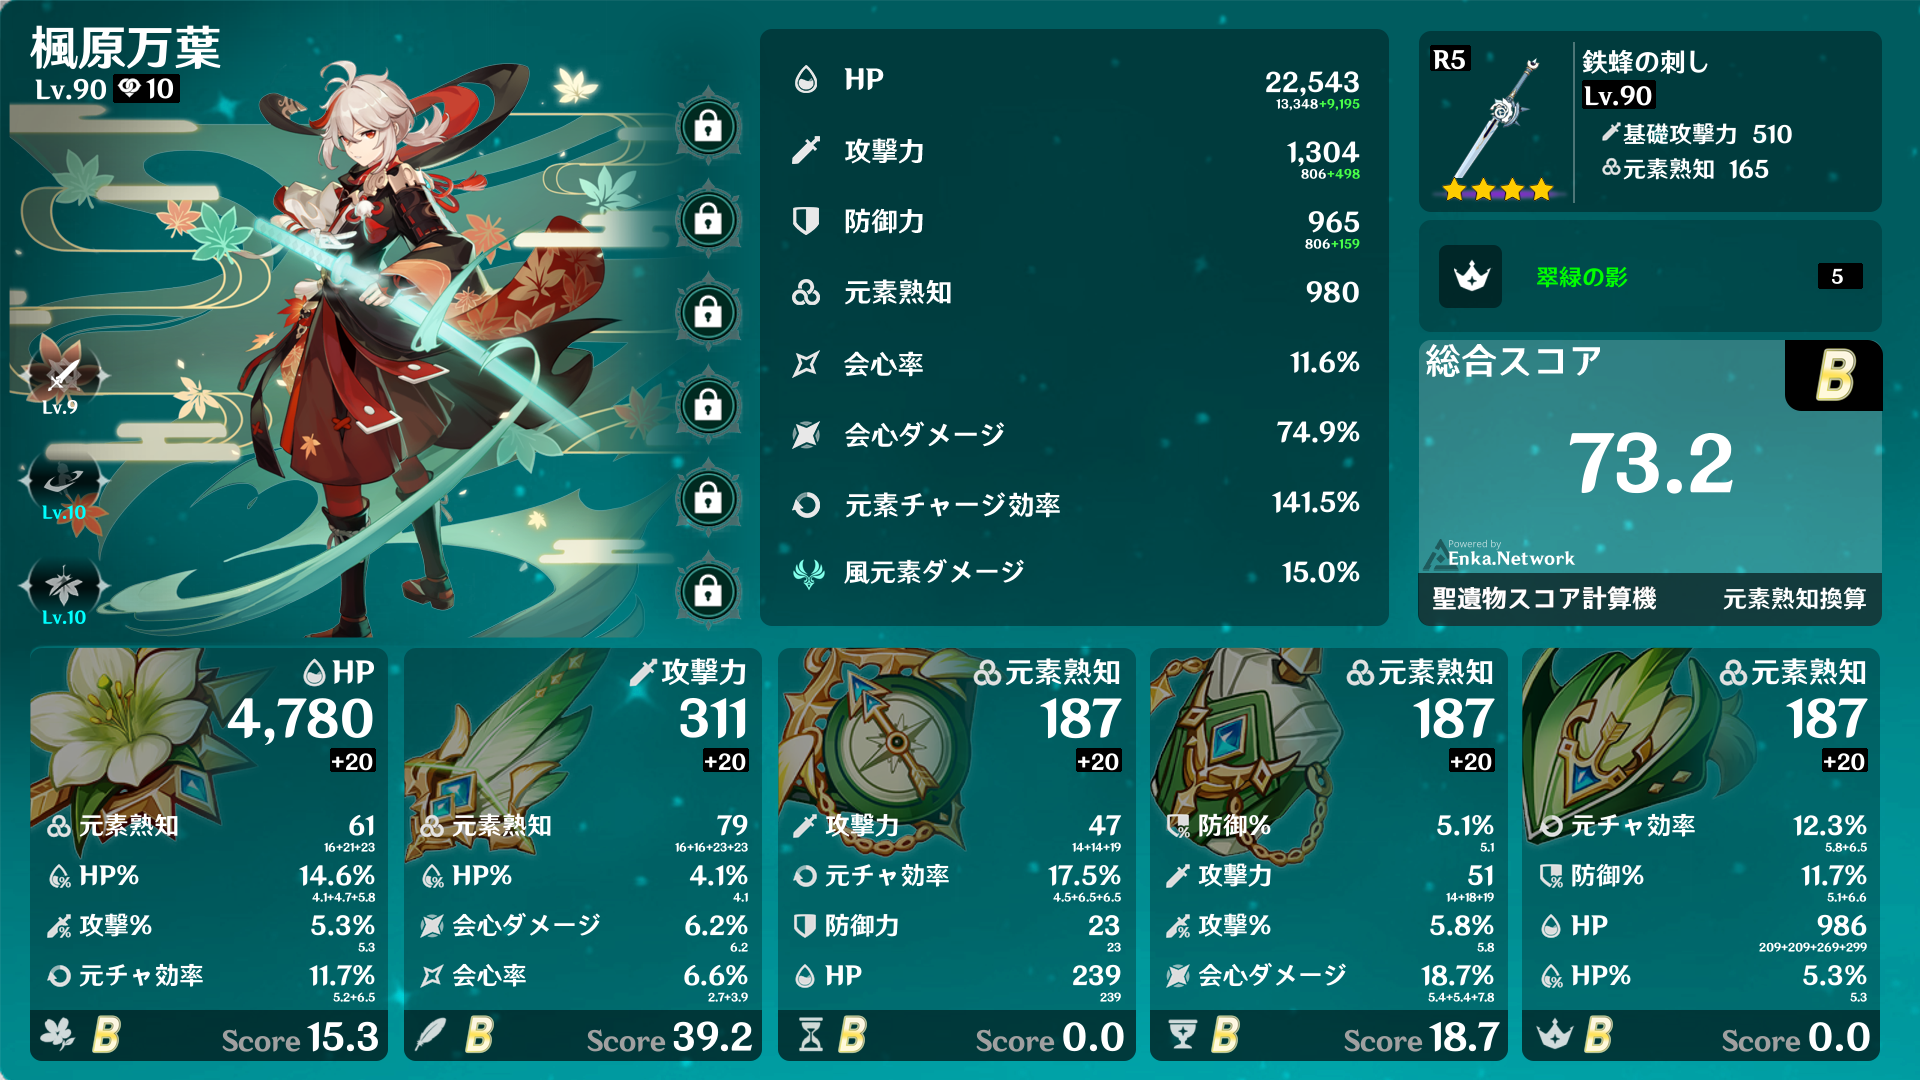 楓原万葉
Lv.90 10
Lv.9
Lv.10
Lv.10
HP 22,543
13,348+9,195
攻撃力 1,304
806+498
防御力 965
806+159
元素熟知 980
会心率 11.6%
会心ダメージ 74.9%
元素チャージ効率 141.5%
風元素ダメージ 15.0%
R5
鉄蜂の刺し
Lv.90
基礎攻撃力 510
元素熟知 165
翠緑の影 5
総合スコア B
73.2
Powered by
Enka.Network
聖遺物スコア計算機 元素熟知換算
HP
4,780
+20
元素熟知 61
16+21+23
HP% 14.6%
4.1+4.7+5.8
攻撃% 5.3%
5.3
元チャ効率 11.7%
5.2+6.5
B Score 15.3
攻撃力
311
+20
元素熟知 79
16+16+23+23
HP% 4.1%
4.1
会心ダメージ 6.2%
6.2
会心率 6.6%
2.7+3.9
B Score 39.2
元素熟知
187
+20
攻撃力 47
14+14+19
元チャ効率 17.5%
4.5+6.5+6.5
防御力 23
23
HP 239
239
B Score 0.0
元素熟知
187
+20
防御% 5.1%
5.1
攻撃力 51
14+18+19
攻撃% 5.8%
5.8
会心ダメージ 18.7%
5.4+5.4+7.8
B Score 18.7
元素熟知
187
+20
元チャ効率 12.3%
5.8+6.5
防御% 11.7%
5.1+6.6
HP 986
209+209+269+299
HP% 5.3%
5.3
B Score 0.0